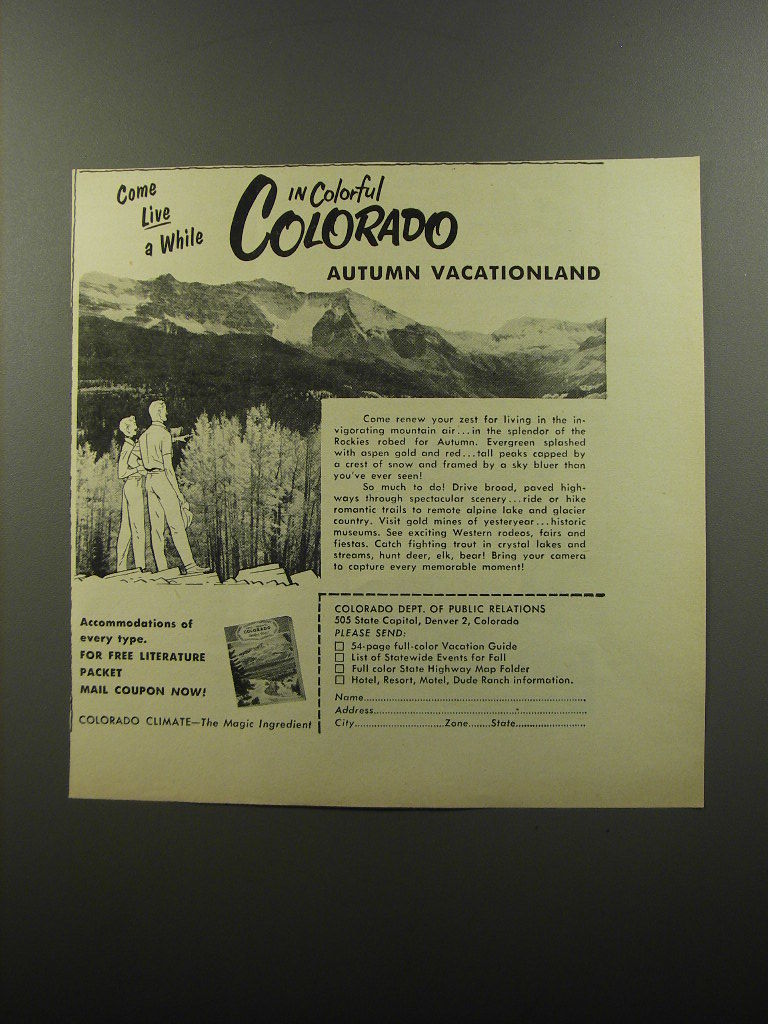 Come
Live
a While
IN Colorful
COLORADO
AUTUMN VACATIONLAND
Come renew your zest for living in the in-
vigorating mountain air...in the splendor of the
Rockies robed for Autumn. Evergreen splashed
with aspen gold and red...tall peaks capped by
a crest of snow and framed by a sky bluer than
you've ever seen!
So much to do! Drive broad, paved high-
ways through spectacular scenery...ride or hike
romantic trails to remote alpine lake and glacier
country. Visit gold mines of yesteryear...historic
museums. See exciting Western rodeos, fairs and
fiestas. Catch fighting trout in crystal lakes and
streams, hunt deer, elk, bear! Bring your camera
to capture every memorable moment!
Accommodations of
every type.
FOR FREE LITERATURE
PACKET
MAIL COUPON NOW!
COLORADO
COLORADO CLIMATE—The Magic Ingredient
COLORADO DEPT. OF PUBLIC RELATIONS
505 State Capitol, Denver 2, Colorado
PLEASE SEND:
54-page full-color Vacation Guide
List of Statewide Events for Fall
Full color State Highway Map Folder
Hotel, Resort, Motel, Dude Ranch information.
Name
Address
City Zone State